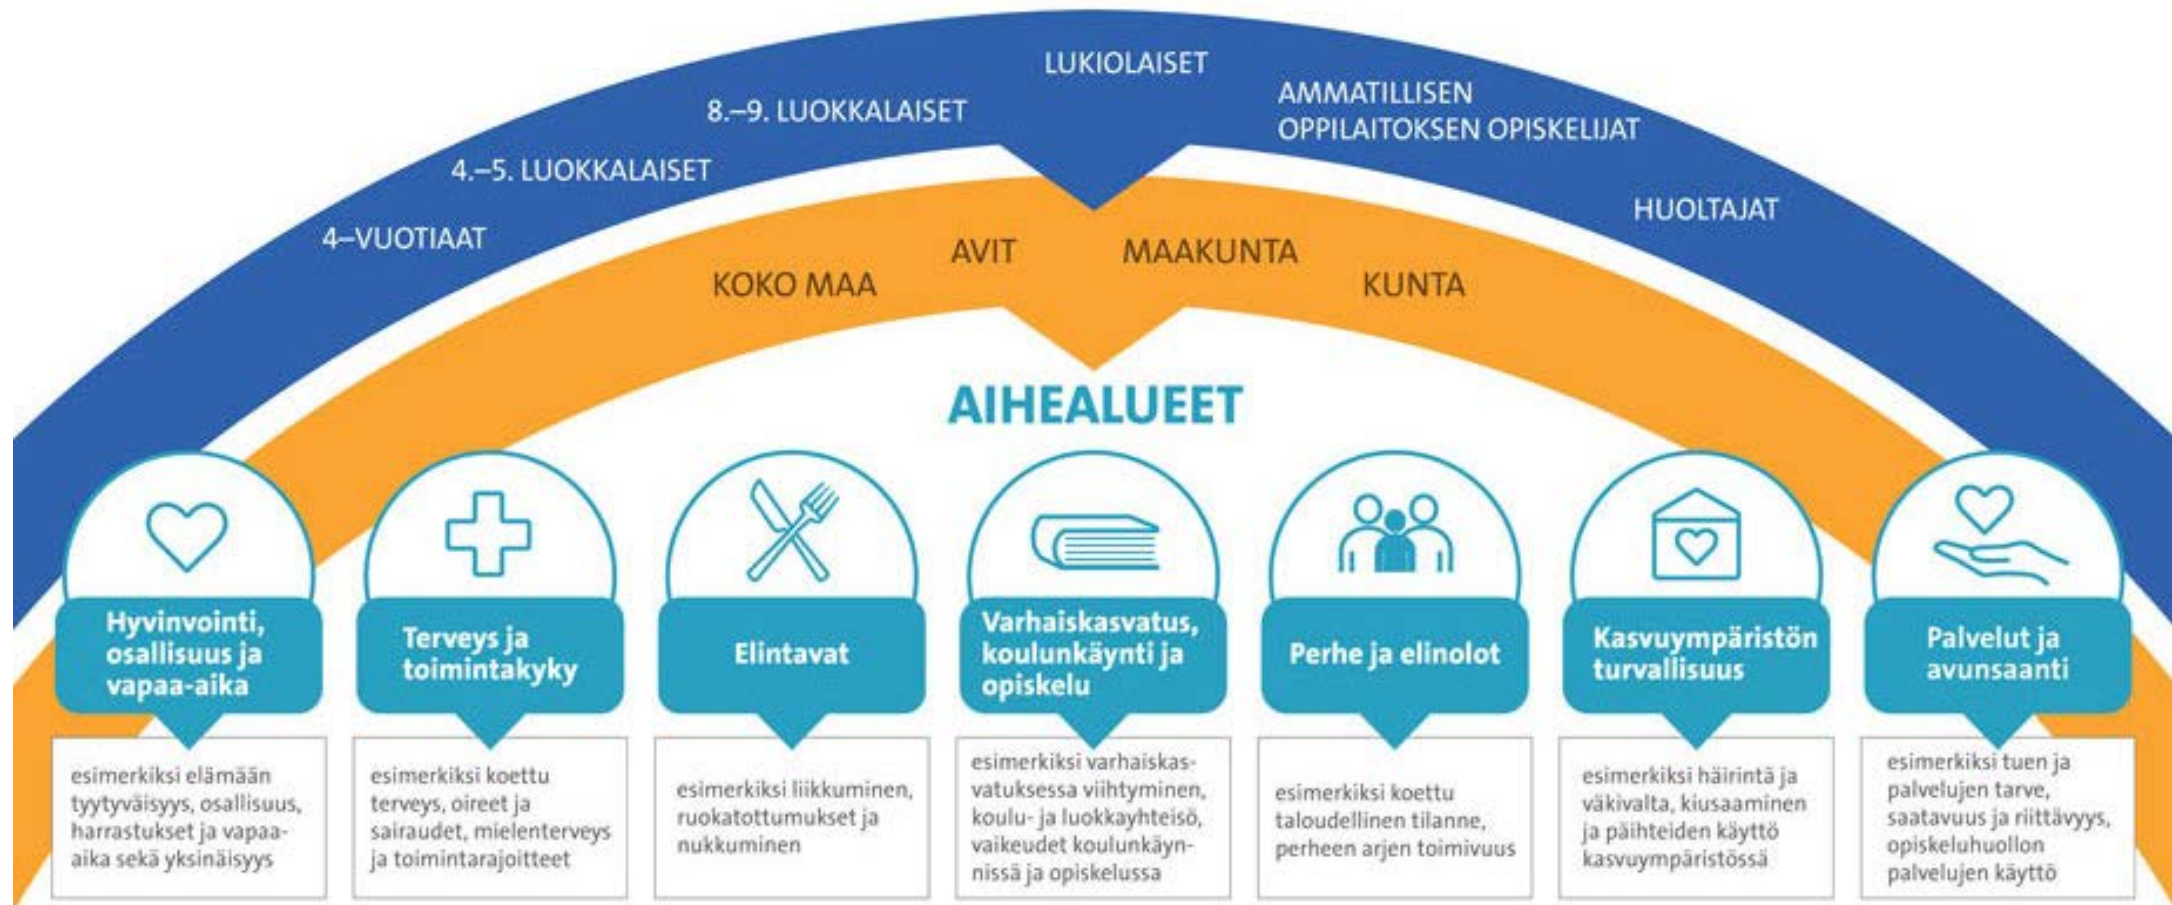 LUKIOLAISET
8.–9. LUOKKALAISET
AMMATILLISEN
OPPILAITOKSEN OPISKELIJAT
4.–5. LUOKKALAISET
HUOLTAJAT
4–VUOTIAAT
AVIT
MAAKUNTA
KOKO MAA
KUNTA
AIHEALUEET
Hyvinvointi,
osallisuus ja
vapaa-aika
esimerkiksi elämään
tyytyväisyys, osallisuus,
harrastukset ja vapaa-
aika sekä yksinäisyys
Terveys ja
toimintakyky
esimerkiksi koettu
terveys, oireet ja
sairaudet, mielenterveys
ja toimintarajoitteet
Elintavat
esimerkiksi liikkuminen,
ruokatottumukset ja
nukkuminen
Varhaiskasvatus,
koulunkäynti ja
opiskelu
esimerkiksi varhaiskas-
vatuksessa viihtyminen,
koulu- ja luokkayhteisö,
vaikeudet koulunkäyn-
nissä ja opiskelussa
Perhe ja elinolot
esimerkiksi koettu
taloudellinen tilanne,
perheen arjen toimivuus
Kasvuympäristön
turvallisuus
esimerkiksi häirintä ja
väkivalta, kiusaaminen
ja päihteiden käyttö
kasvuympäristössä
Palvelut ja
avunsaanti
esimerkiksi tuen ja
palvelujen tarve,
saatavuus ja riittävyys,
opiskeluhuollon
palvelujen käyttö